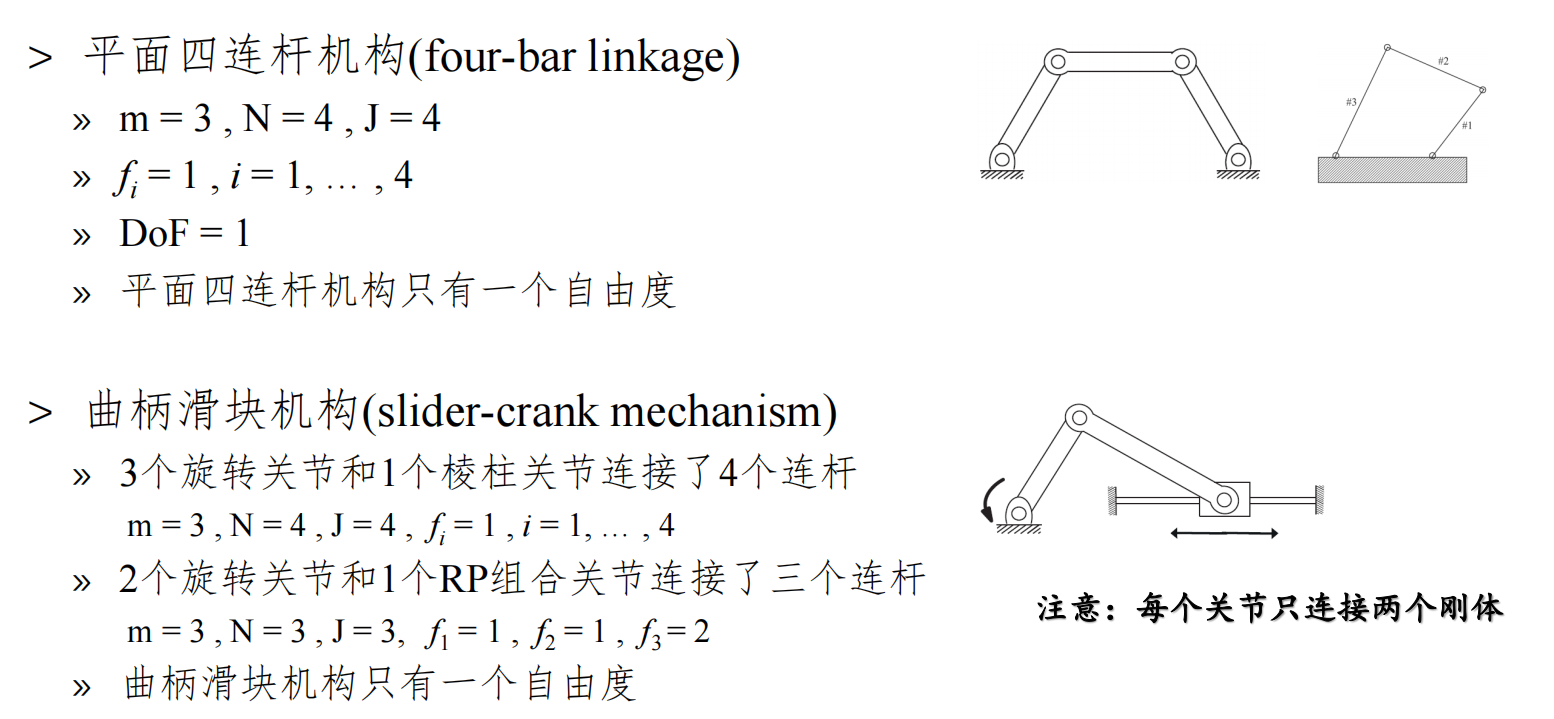 > 平面四连杆机构(four-bar linkage)
» m = 3 , N = 4 , J = 4
» fi = 1 , i = 1, … , 4
» DoF = 1
» 平面四连杆机构只有一个自由度
#2
#3
#1
> 曲柄滑块机构(slider-crank mechanism)
» 3个旋转关节和1个棱柱关节连接了4个连杆
m = 3 , N = 4 , J = 4 , fi = 1 , i = 1, … , 4
» 2个旋转关节和1个RP组合关节连接了三个连杆
m = 3 , N = 3 , J = 3, f1 = 1 , f2 = 1 , f3 = 2
» 曲柄滑块机构只有一个自由度
注意：每个关节只连接两个刚体